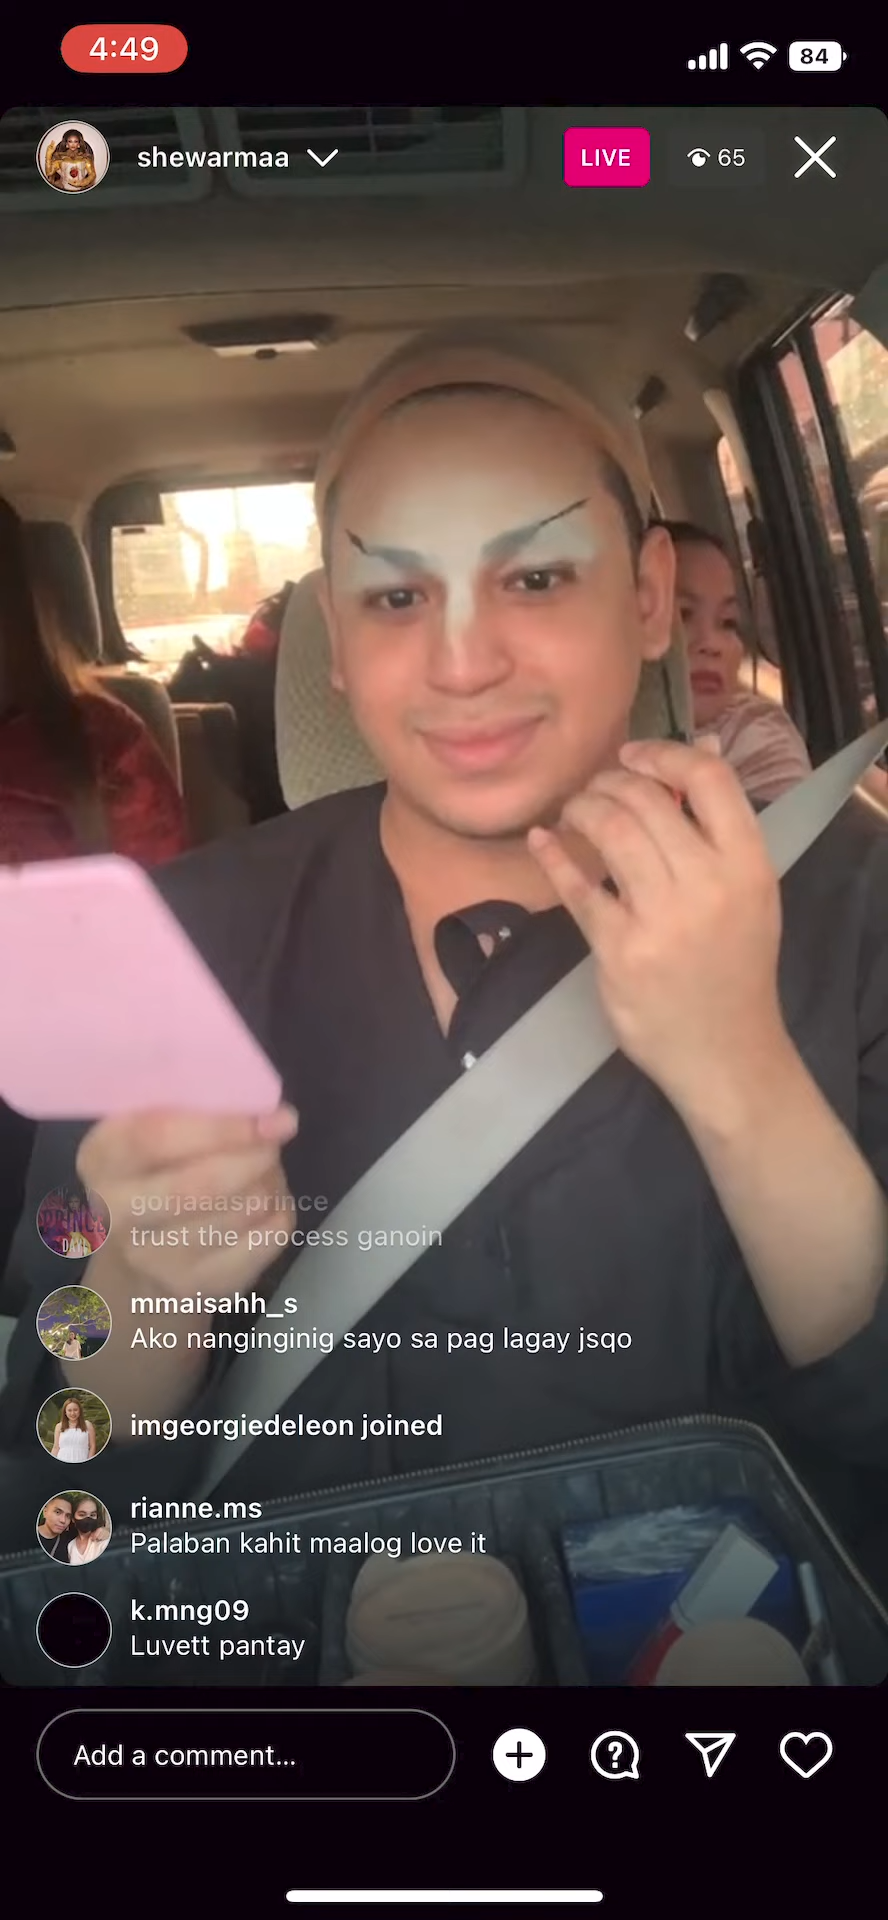 4:49
84
shewarmaa
LIVE
65
gorjaaasprince
trust the process ganoin
mmaisahh_s
Ako nanginginig sayo sa pag lagay jsqo
imgeorgiedeleon joined
rianne.ms
Palaban kahit maalog love it
k.mng09
Luvett pantay
Add a comment...